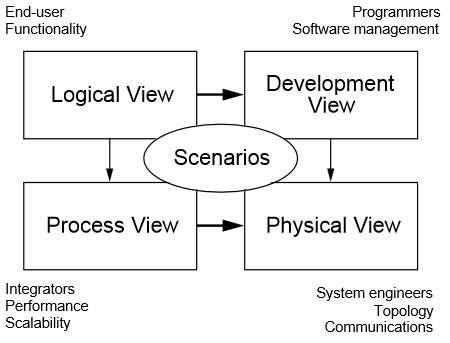 End-user
Functionality
Programmers
Software management
Logical View
Development
View
Scenarios
Process View
Physical View
Integrators
Performance
Scalability
System engineers
Topology
Communications